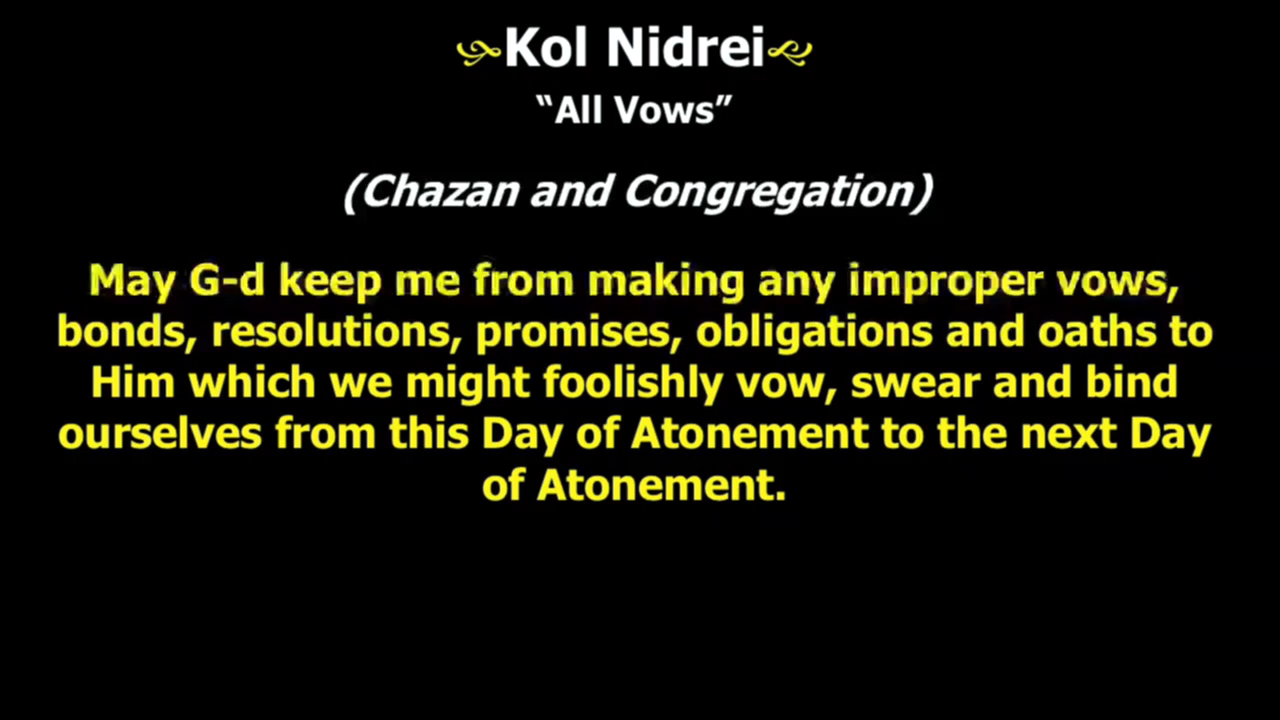 Kol Nidrei
“All Vows”
(Chazan and Congregation)
May G-d keep me from making any improper vows,
bonds, resolutions, promises, obligations and oaths to
Him which we might foolishly vow, swear and bind
ourselves from this Day of Atonement to the next Day
of Atonement.